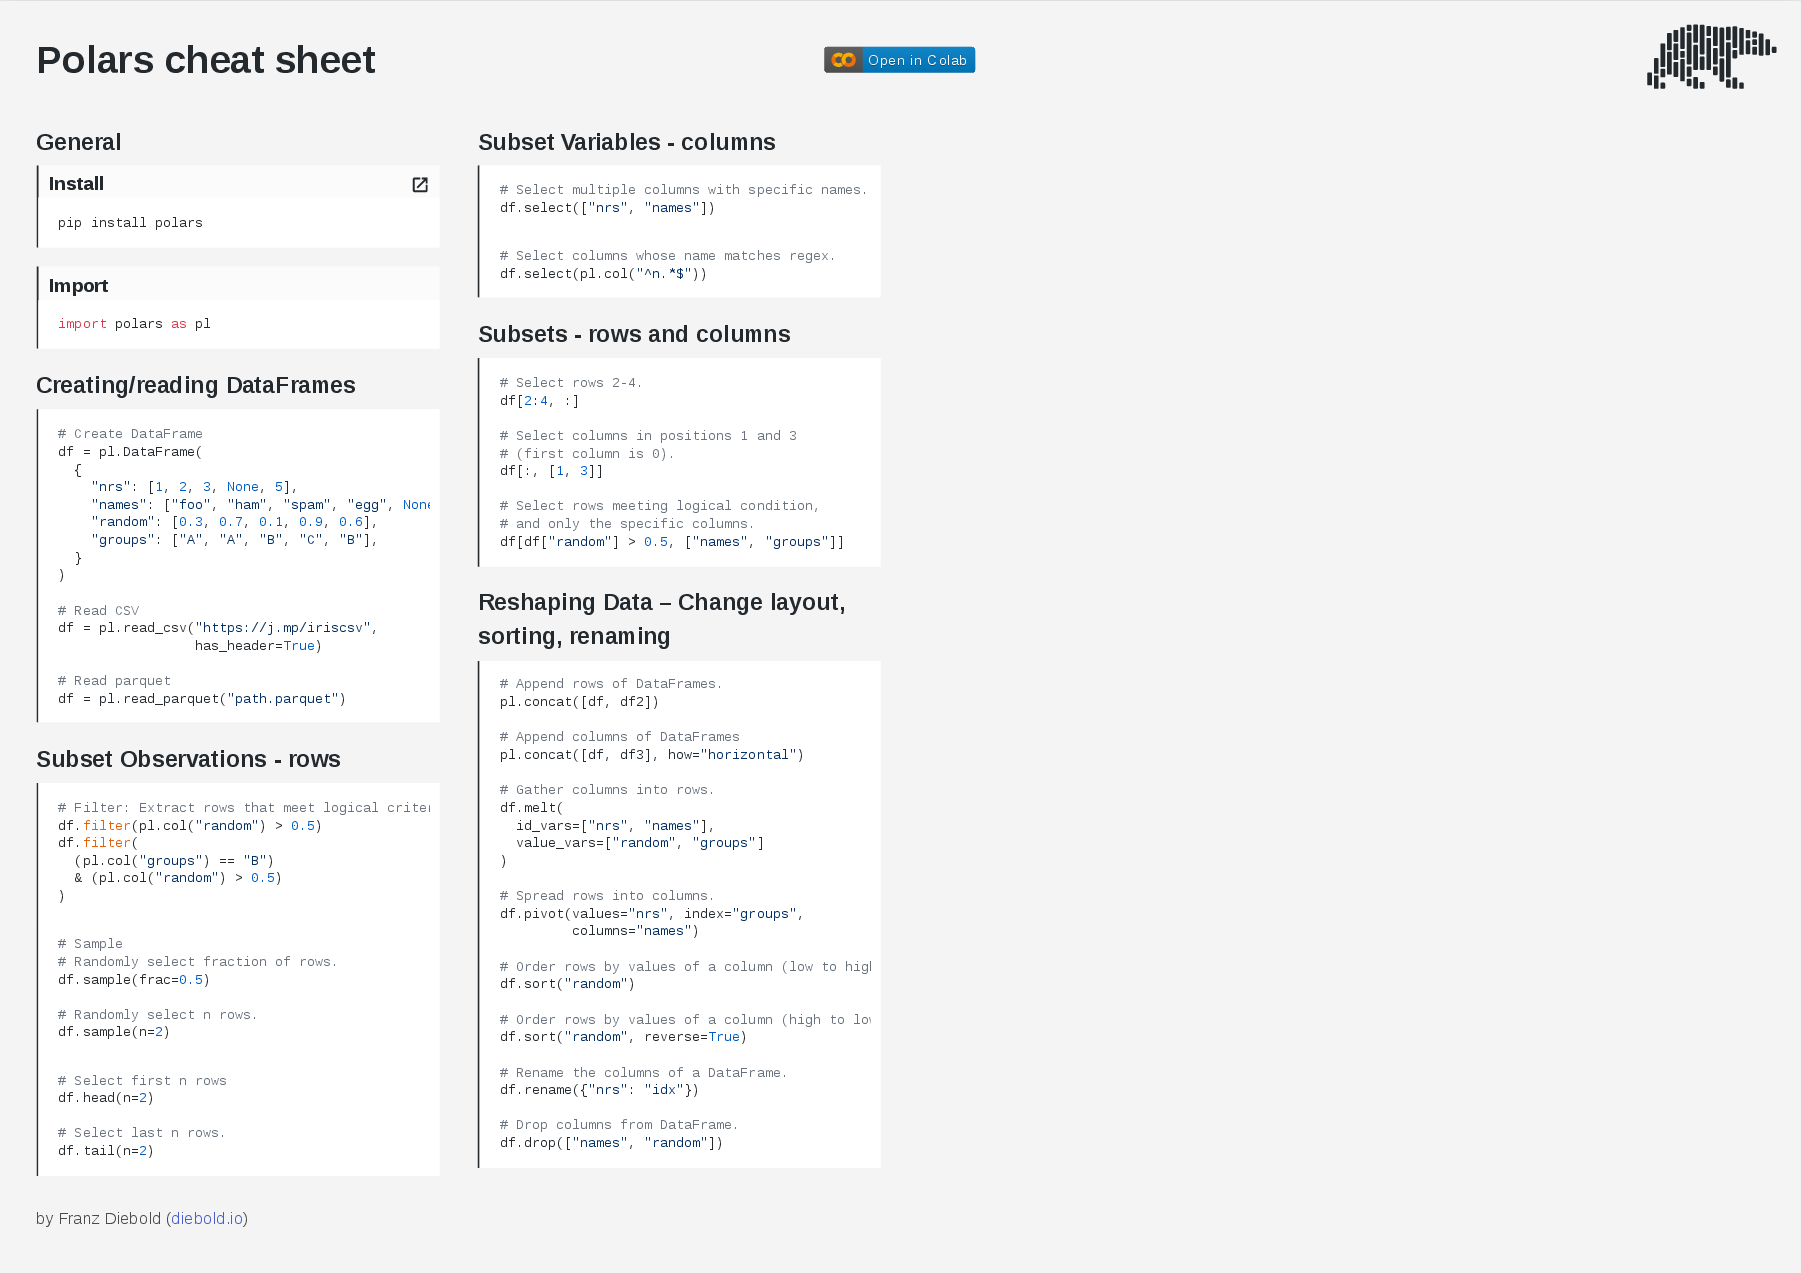 Polars cheat sheet
Open in Colab
General
Install
pip install polars
Import
import polars as pl
Creating/reading DataFrames
# Create DataFrame
df = pl.DataFrame(
  {
    "nrs": [1, 2, 3, None, 5],
    "names": ["foo", "ham", "spam", "egg", None
    "random": [0.3, 0.7, 0.1, 0.9, 0.6],
    "groups": ["A", "A", "B", "C", "B"],
  }
)
# Read CSV
df = pl.read_csv("https://j.mp/iriscsv",
                 has_header=True)
# Read parquet
df = pl.read_parquet("path.parquet")
Subset Observations - rows
# Filter: Extract rows that meet logical criter
df.filter(pl.col("random") > 0.5)
df.filter(
  (pl.col("groups") == "B")
  & (pl.col("random") > 0.5)
)
# Sample
# Randomly select fraction of rows.
df.sample(frac=0.5)
# Randomly select n rows.
df.sample(n=2)
# Select first n rows
df.head(n=2)
# Select last n rows.
df.tail(n=2)
Subset Variables - columns
# Select multiple columns with specific names.
df.select(["nrs", "names"])
# Select columns whose name matches regex.
df.select(pl.col("^n.*$"))
Subsets - rows and columns
# Select rows 2-4.
df[2:4, :]
# Select columns in positions 1 and 3
# (first column is 0).
df[:, [1, 3]]
# Select rows meeting logical condition,
# and only the specific columns.
df[df["random"] > 0.5, ["names", "groups"]]
Reshaping Data – Change layout,
sorting, renaming
# Append rows of DataFrames.
pl.concat([df, df2])
# Append columns of DataFrames
pl.concat([df, df3], how="horizontal")
# Gather columns into rows.
df.melt(
  id_vars=["nrs", "names"],
  value_vars=["random", "groups"]
)
# Spread rows into columns.
df.pivot(values="nrs", index="groups",
         columns="names")
# Order rows by values of a column (low to high
df.sort("random")
# Order rows by values of a column (high to low
df.sort("random", reverse=True)
# Rename the columns of a DataFrame.
df.rename({"nrs": "idx"})
# Drop columns from DataFrame.
df.drop(["names", "random"])
by Franz Diebold (diebold.io)